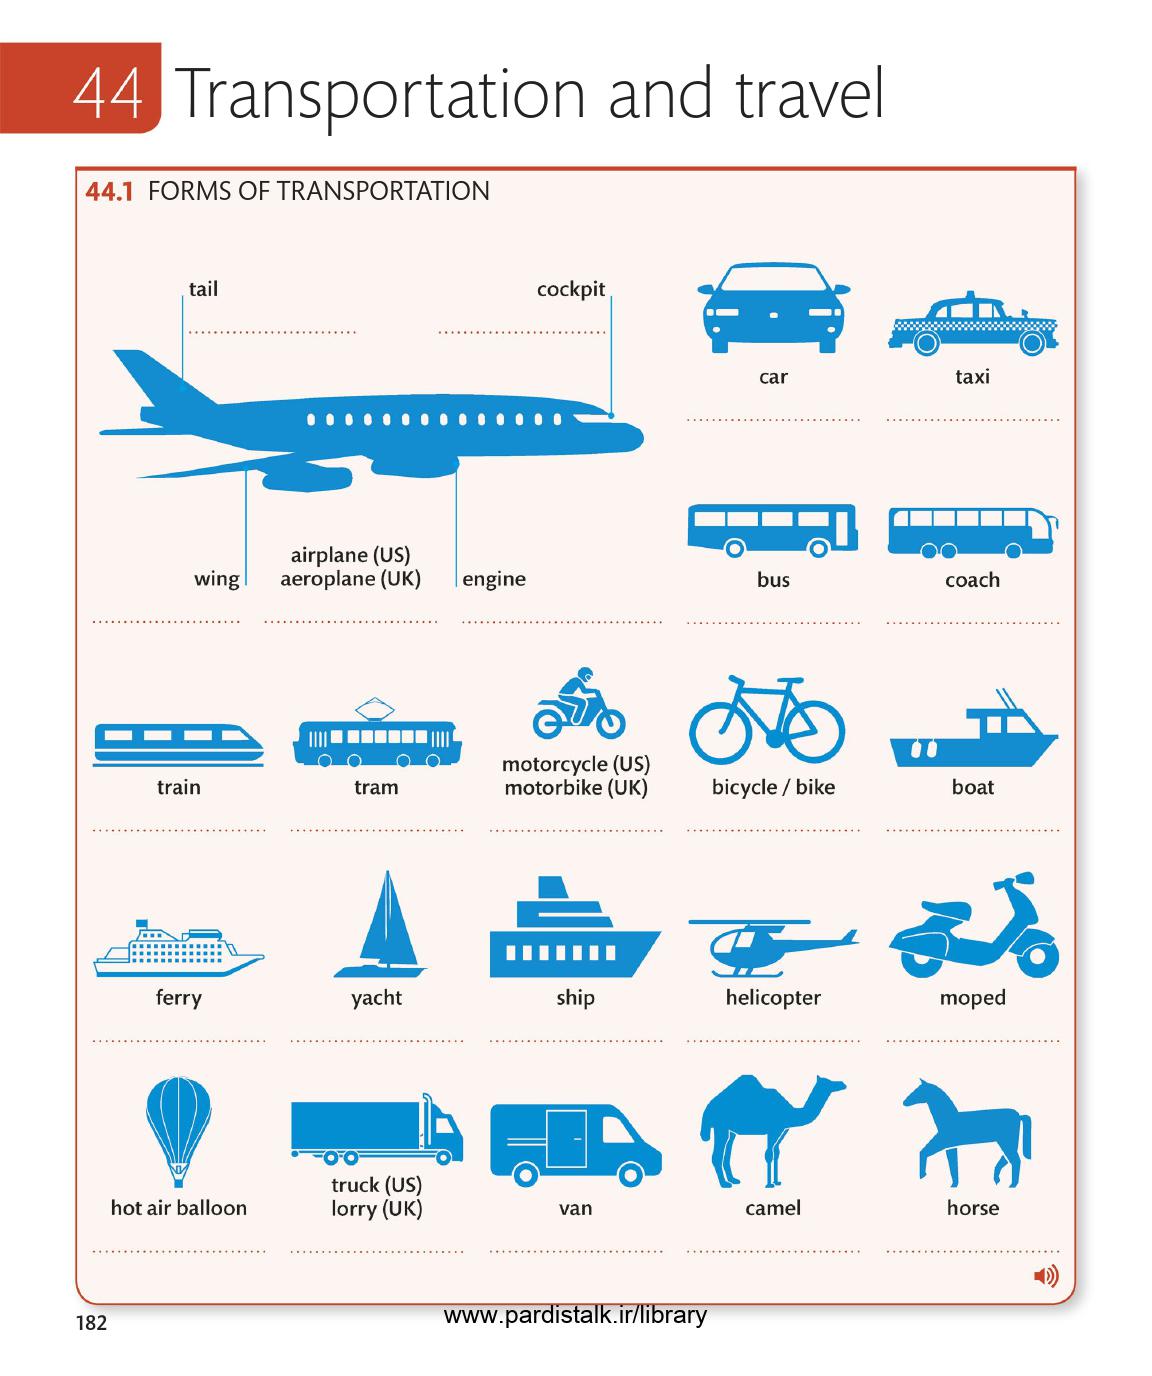 44 Transportation and travel
44.1 FORMS OF TRANSPORTATION
tail
cockpit
car
taxi
airplane (US)
aeroplane (UK)
wing
engine
bus
coach
train
tram
motorcycle (US)
motorbike (UK)
bicycle / bike
boat
ferry
yacht
ship
helicopter
moped
hot air balloon
truck (US)
lorry (UK)
van
camel
horse
182
www.pardistalk.ir/library